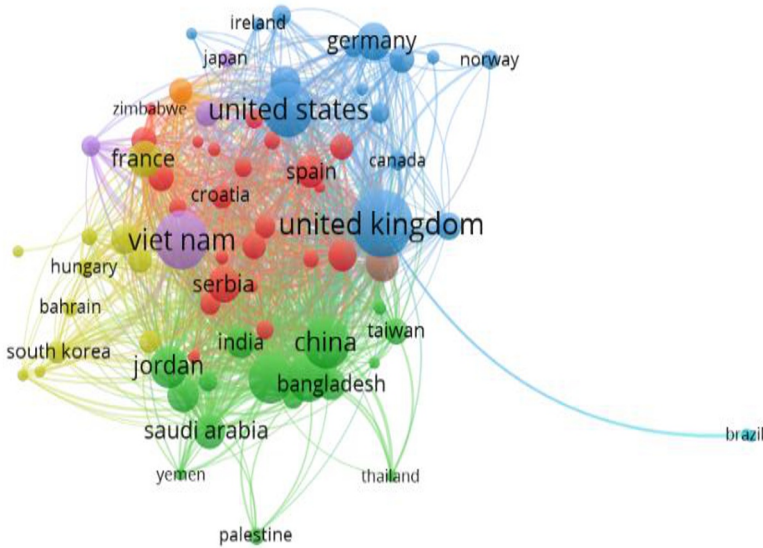 ireland
germany
japan
norway
zimbabwe
united states
france
spain
canada
croatia
viet nam
united kingdom
hungary
serbia
bahrain
south korea
india
china
taiwan
jordan
bangladesh
saudi arabia
brazil
yemen
thailand
palestine